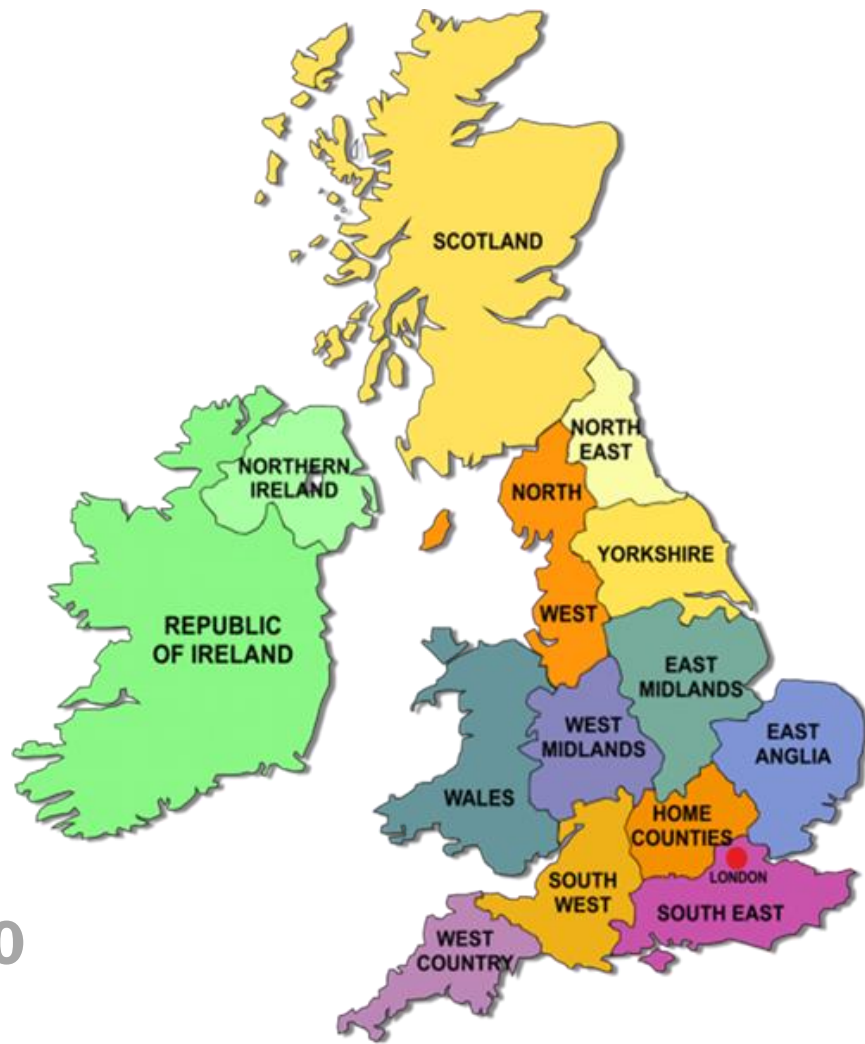 SCOTLAND
NORTH
EAST
NORTHERN
IRELAND
NORTH
YORKSHIRE
WEST
REPUBLIC
OF IRELAND
EAST
MIDLANDS
WEST
MIDLANDS
EAST
ANGLIA
WALES
HOME
COUNTIES
LONDON
SOUTH
WEST
SOUTH EAST
WEST
COUNTRY
0